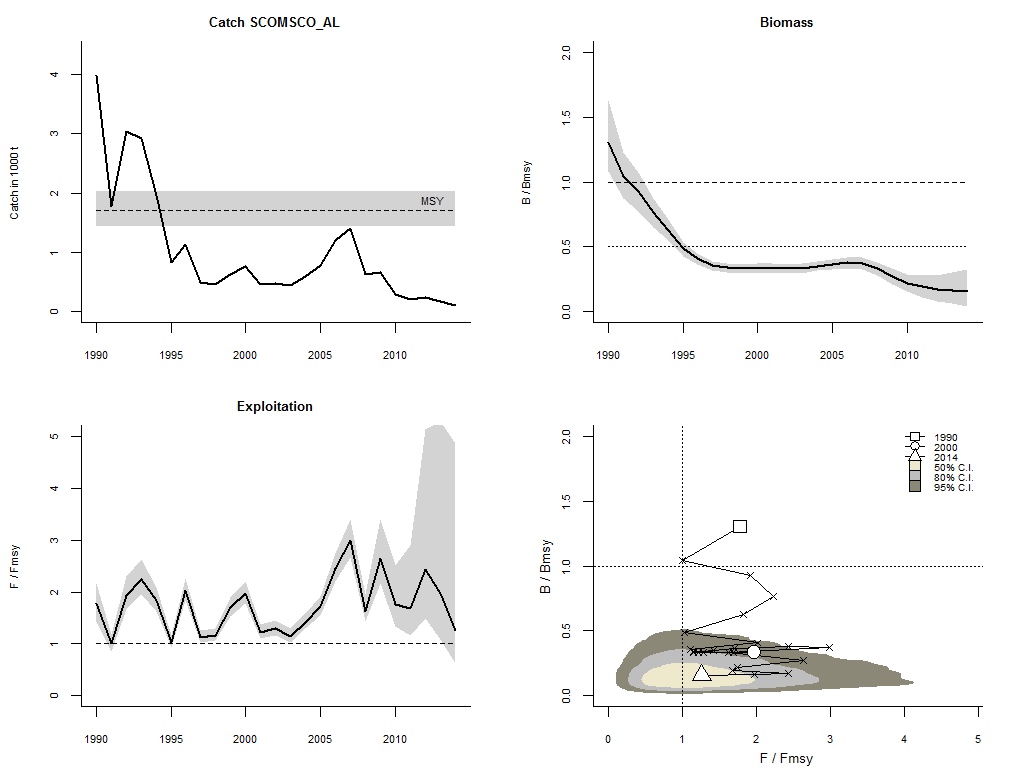 Catch SCOMSCO_AL
Catch in 1000 t
0 1 2 3 4
MSY
1990 1995 2000 2005 2010
Biomass
B / Bmsy
0.0 0.5 1.0 1.5 2.0
1990 1995 2000 2005 2010
Exploitation
F / Fmsy
0 1 2 3 4 5
1990 1995 2000 2005 2010
B / Bmsy
0.0 0.5 1.0 1.5 2.0
1990
2000
2014
50% C.I.
80% C.I.
95% C.I.
0 1 2 3 4 5
F / Fmsy